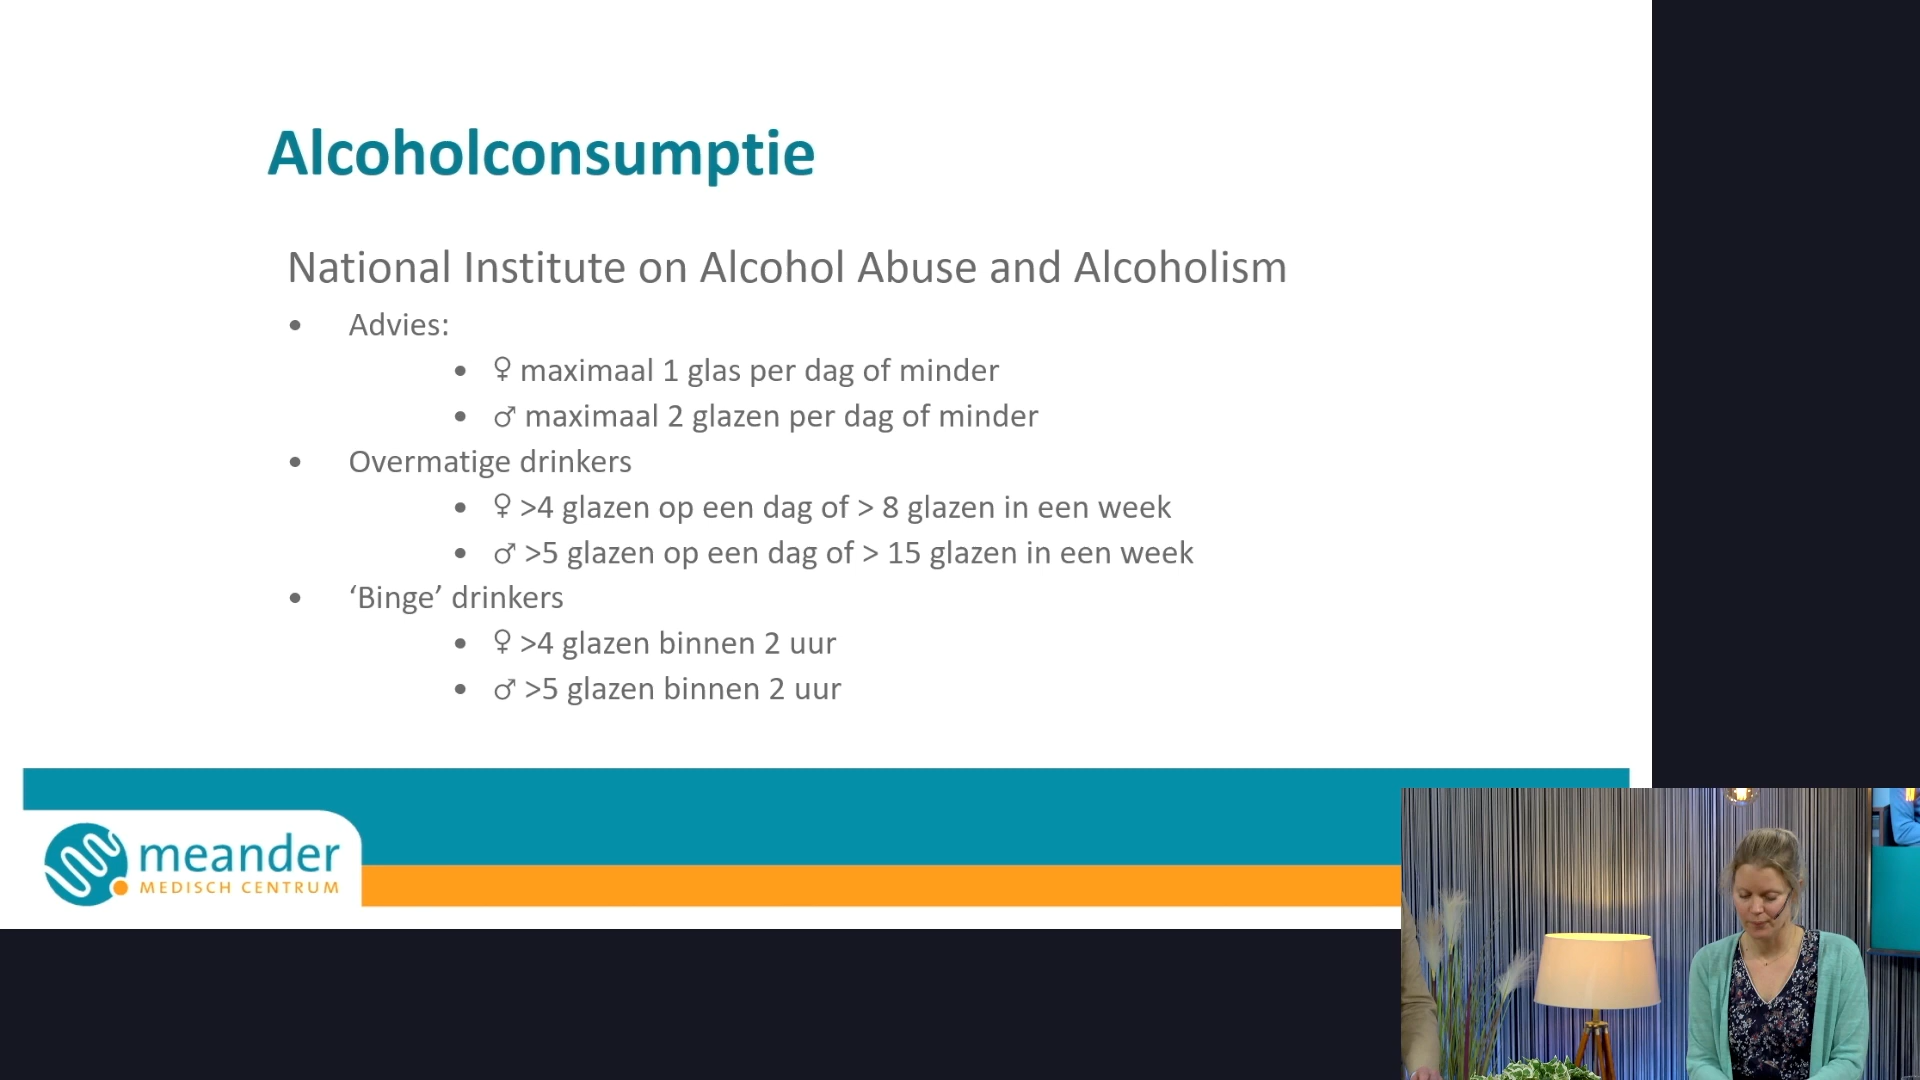 Alcoholconsumptie
National Institute on Alcohol Abuse and Alcoholism
• Advies:
• ♀ maximaal 1 glas per dag of minder
• ♂ maximaal 2 glazen per dag of minder
• Overmatige drinkers
• ♀ >4 glazen op een dag of > 8 glazen in een week
• ♂ >5 glazen op een dag of > 15 glazen in een week
• ‘Binge’ drinkers
• ♀ >4 glazen binnen 2 uur
• ♂ >5 glazen binnen 2 uur
meander
MEDISCH CENTRUM